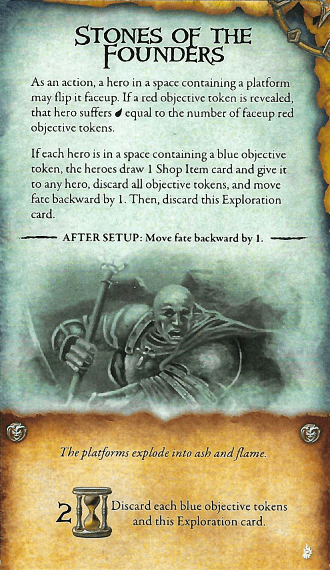 STONES OF THE
FOUNDERS
As an action, a hero in a space containing a platform
may flip it faceup. If a red objective token is revealed,
that hero suffers equal to the number of faceup red
objective tokens.
If each hero is in a space containing a blue objective
token, the heroes draw 1 Shop Item card and give it
to any hero, discard all objective tokens, and move
fate backward by 1. Then, discard this Exploration
card.
AFTER SETUP: Move fate backward by 1.
The platforms explode into ash and flame.
2 Discard each blue objective tokens
and this Exploration card.